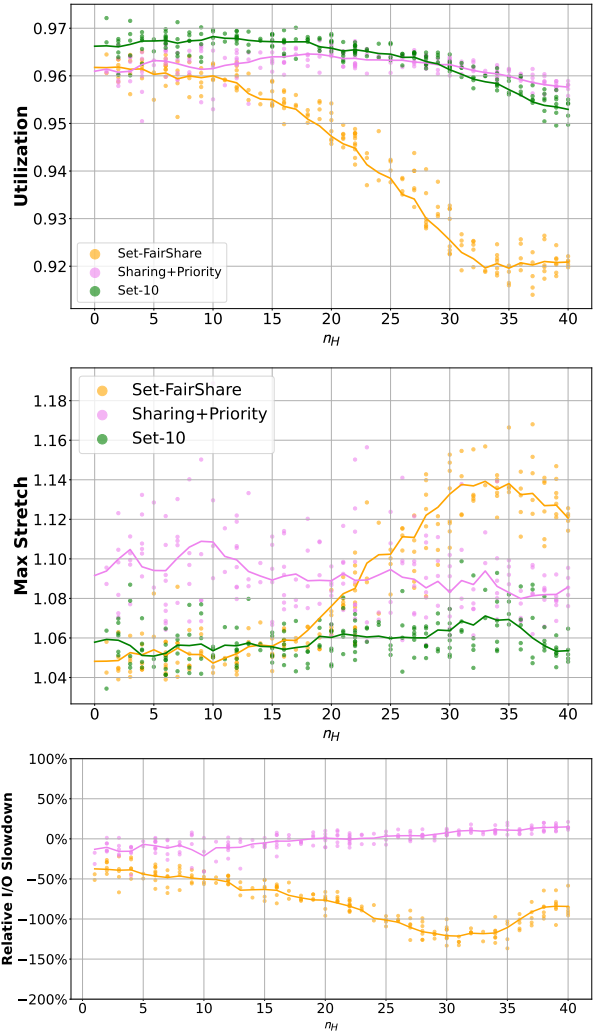 0.97
0.96
0.95
0.94
0.93
0.92
Utilization
Set-FairShare
Sharing+Priority
Set-10
0 5 10 15 20 25 30 35 40
n_H
1.18
1.16
1.14
1.12
1.10
1.08
1.06
1.04
Max Stretch
Set-FairShare
Sharing+Priority
Set-10
0 5 10 15 20 25 30 35 40
n_H
100%
50%
0%
−50%
−100%
−150%
−200%
Relative I/O Slowdown
0 5 10 15 20 25 30 35 40
n_H